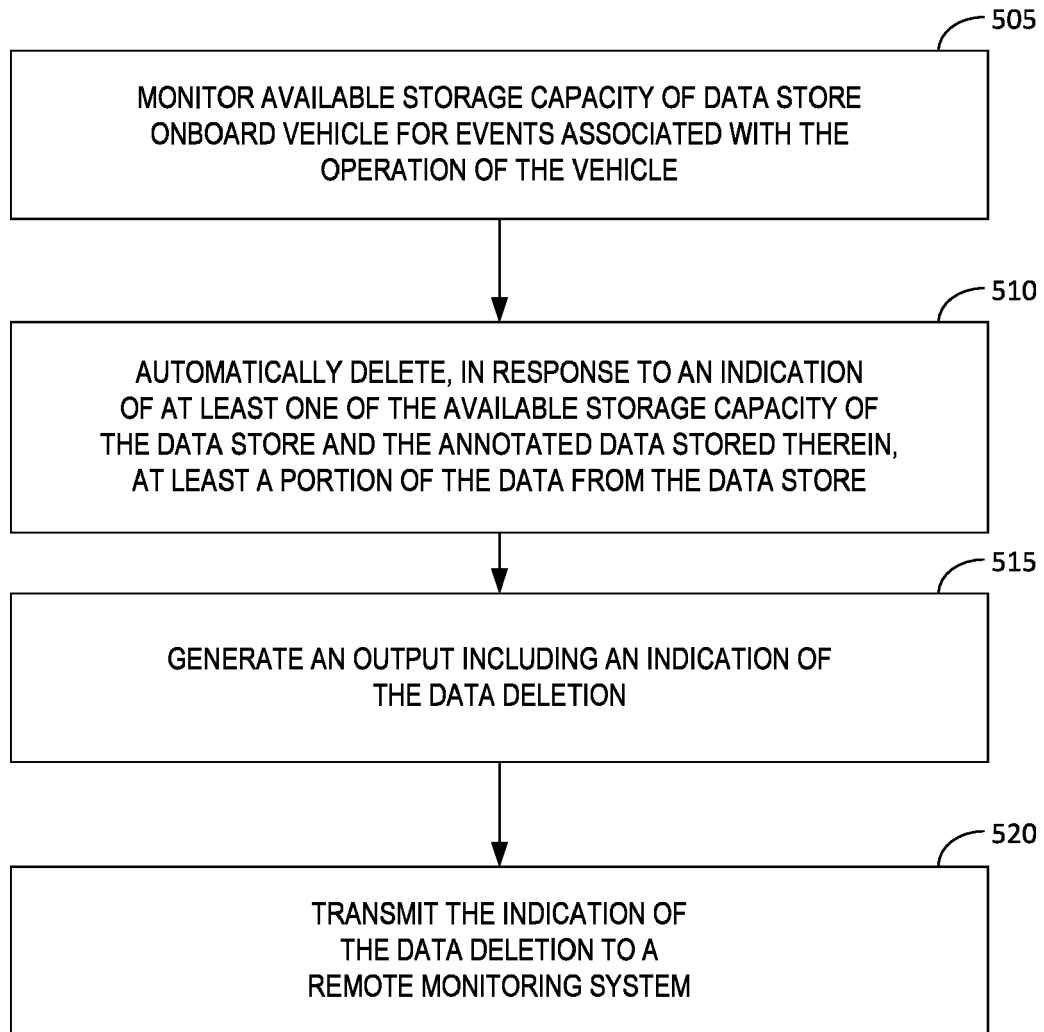 505
MONITOR AVAILABLE STORAGE CAPACITY OF DATA STORE
ONBOARD VEHICLE FOR EVENTS ASSOCIATED WITH THE
OPERATION OF THE VEHICLE
510
AUTOMATICALLY DELETE, IN RESPONSE TO AN INDICATION
OF AT LEAST ONE OF THE AVAILABLE STORAGE CAPACITY OF
THE DATA STORE AND THE ANNOTATED DATA STORED THEREIN,
AT LEAST A PORTION OF THE DATA FROM THE DATA STORE
515
GENERATE AN OUTPUT INCLUDING AN INDICATION OF
THE DATA DELETION
520
TRANSMIT THE INDICATION OF
THE DATA DELETION TO A
REMOTE MONITORING SYSTEM